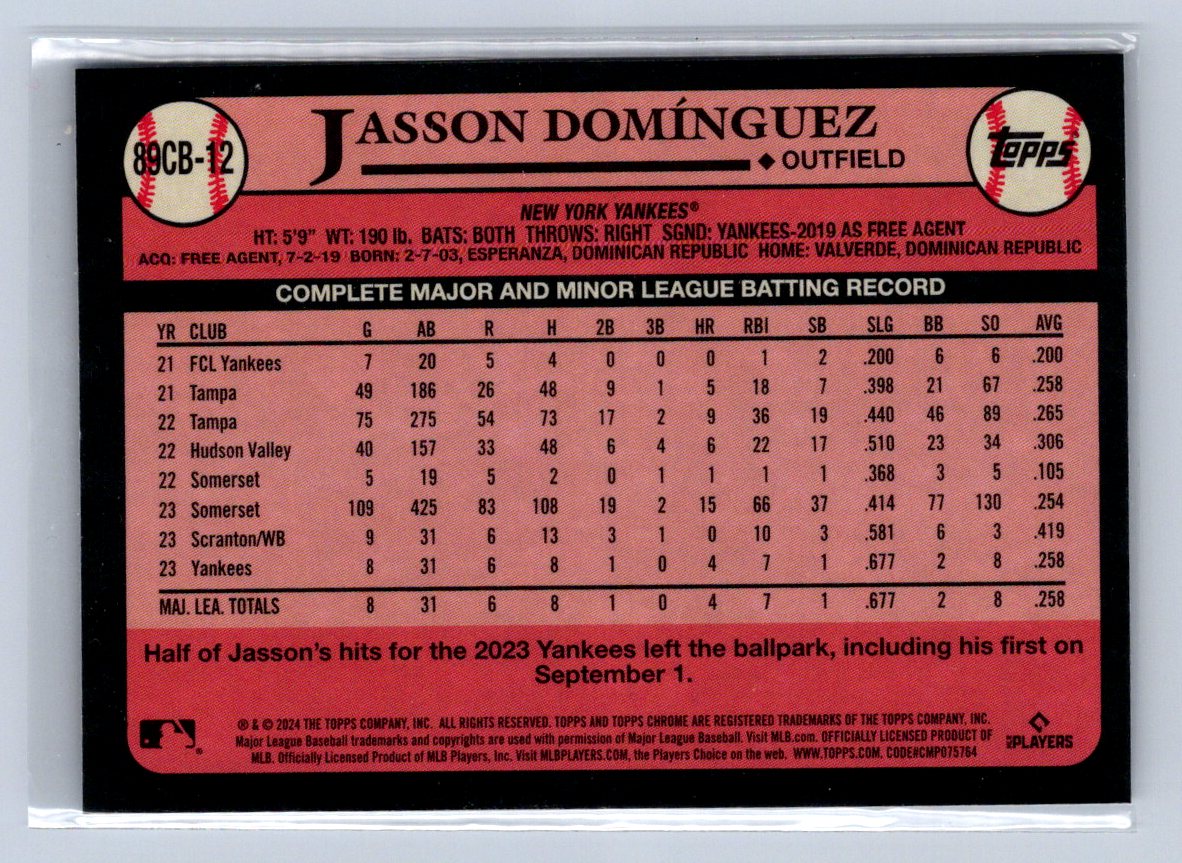 89CB-12
JASSON DOMÍNGUEZ
◆ OUTFIELD
TOPPS
NEW YORK YANKEES®
HT: 5'9" WT: 190 lb. BATS: BOTH THROWS: RIGHT SGND: YANKEES-2019 AS FREE AGENT
ACQ: FREE AGENT, 7-2-19 BORN: 2-7-03, ESPERANZA, DOMINICAN REPUBLIC HOME: VALVERDE, DOMINICAN REPUBLIC
COMPLETE MAJOR AND MINOR LEAGUE BATTING RECORD
YR CLUB G AB R H 2B 3B HR RBI SB SLG BB SO AVG
21 FCL Yankees 7 20 5 4 0 0 0 1 2 .200 6 6 .200
21 Tampa 49 186 26 48 9 1 5 18 7 .398 21 67 .258
22 Tampa 75 275 54 73 17 2 9 36 19 .440 46 89 .265
22 Hudson Valley 40 157 33 48 6 4 6 22 17 .510 23 34 .306
22 Somerset 5 19 5 2 0 1 1 1 1 .368 3 5 .105
23 Somerset 109 425 83 108 19 2 15 66 37 .414 77 130 .254
23 Scranton/WB 9 31 6 13 3 1 0 10 3 .581 6 3 .419
23 Yankees 8 31 6 8 1 0 4 7 1 .677 2 8 .258
MAJ. LEA. TOTALS 8 31 6 8 1 0 4 7 1 .677 2 8 .258
Half of Jasson's hits for the 2023 Yankees left the ballpark, including his first on
September 1.
® & © 2024 THE TOPPS COMPANY, INC. ALL RIGHTS RESERVED. TOPPS AND TOPPS CHROME ARE REGISTERED TRADEMARKS OF THE TOPPS COMPANY, INC.
Major League Baseball trademarks and copyrights are used with permission of Major League Baseball. Visit MLB.com. OFFICIALLY LICENSED PRODUCT OF
MLB. Officially Licensed Product of MLB Players, Inc. Visit MLBPLAYERS.COM, the Players Choice on the web. WWW.TOPPS.COM. CODE#CMP075764
MLB PLAYERS